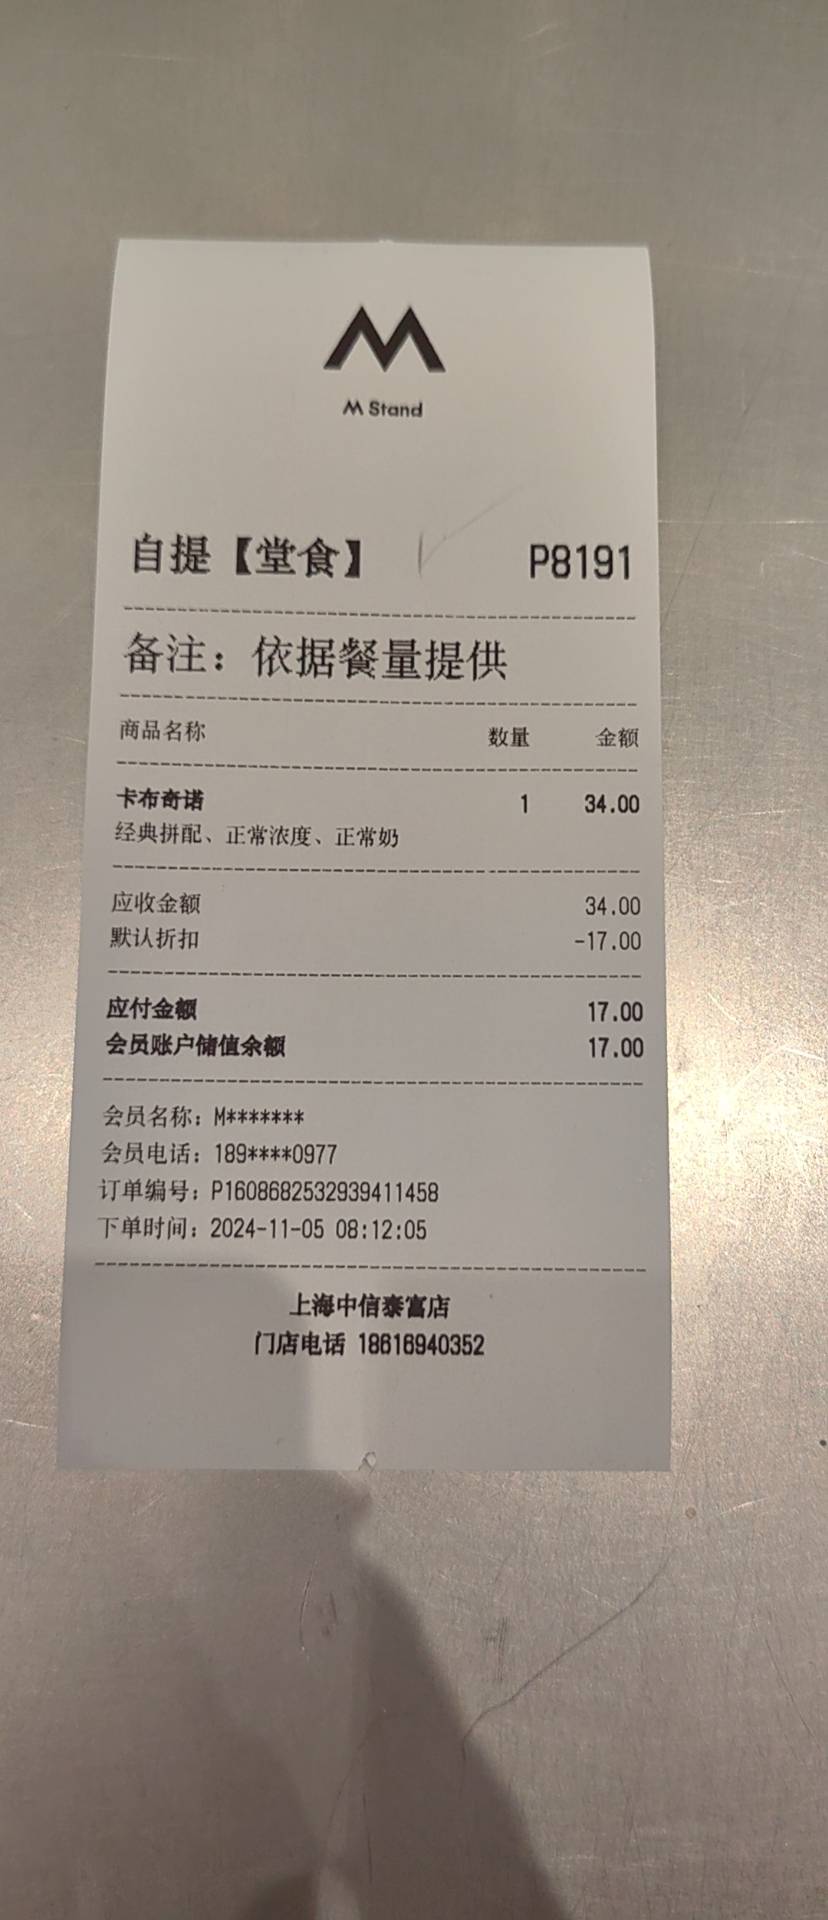 M Stand
自提【堂食】 P8191
备注：依据餐量提供
商品名称 数量 金额
卡布奇诺 1 34.00
经典拼配、正常浓度、正常奶
应收金额 34.00
默认折扣 -17.00
应付金额 17.00
会员账户储值余额 17.00
会员名称：M*******
会员电话：189****0977
订单编号：P1608682532939411458
下单时间：2024-11-05 08:12:05
上海中信泰富店
门店电话 18616940352